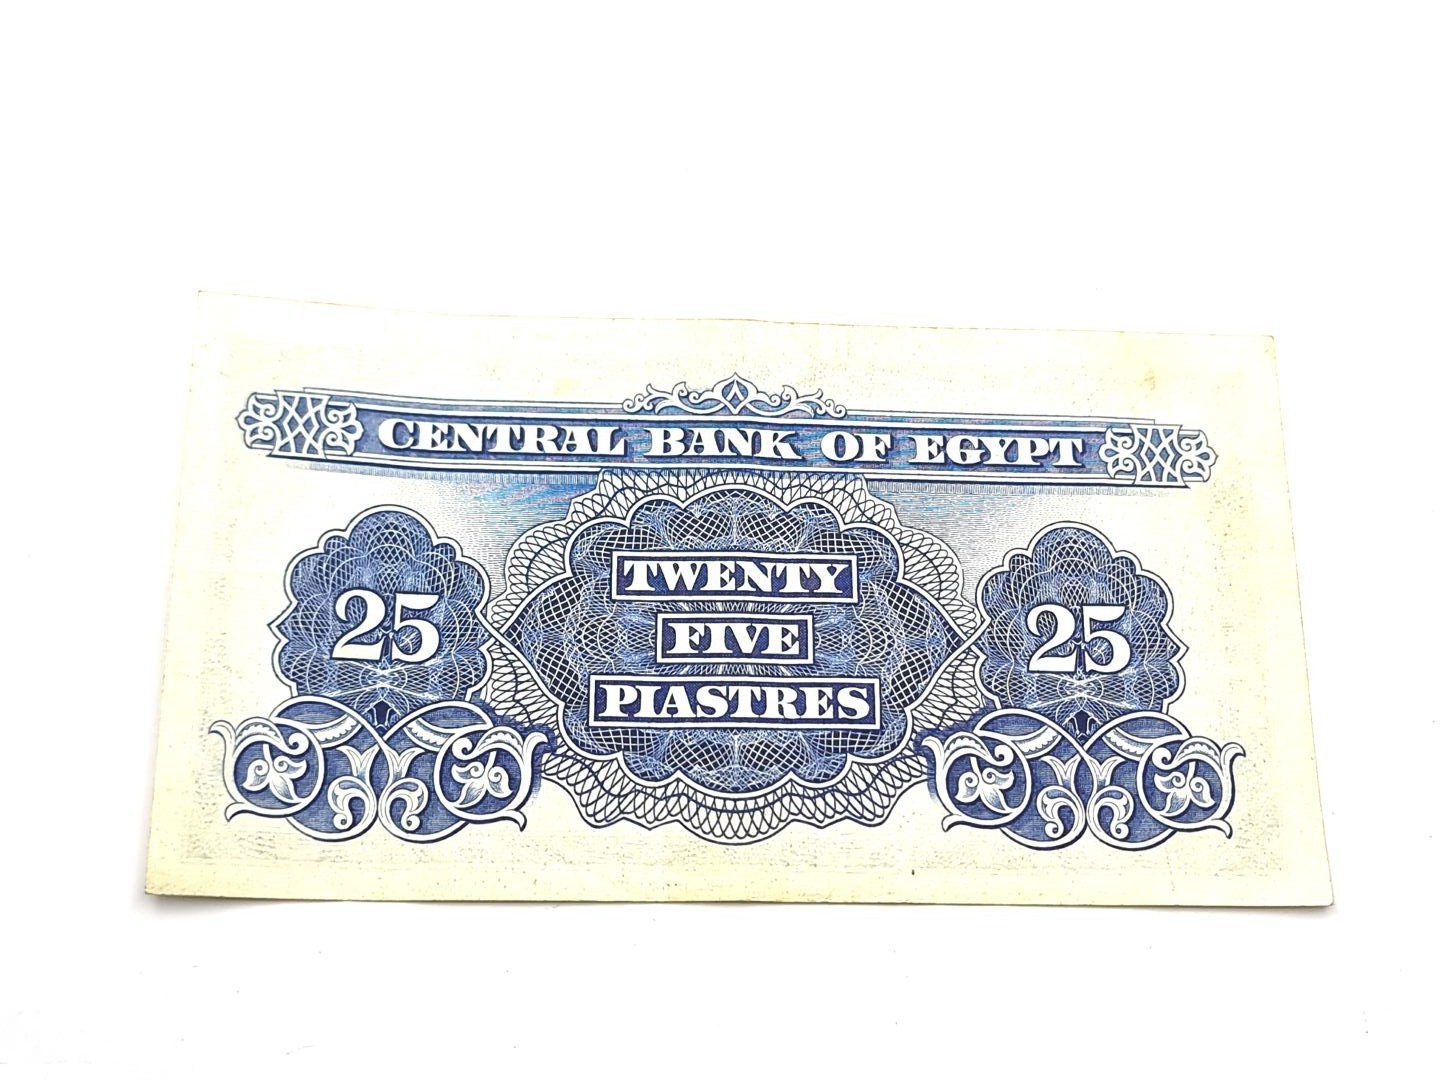 CENTRAL BANK OF EGYPT
25
TWENTY
FIVE
PIASTRES
25